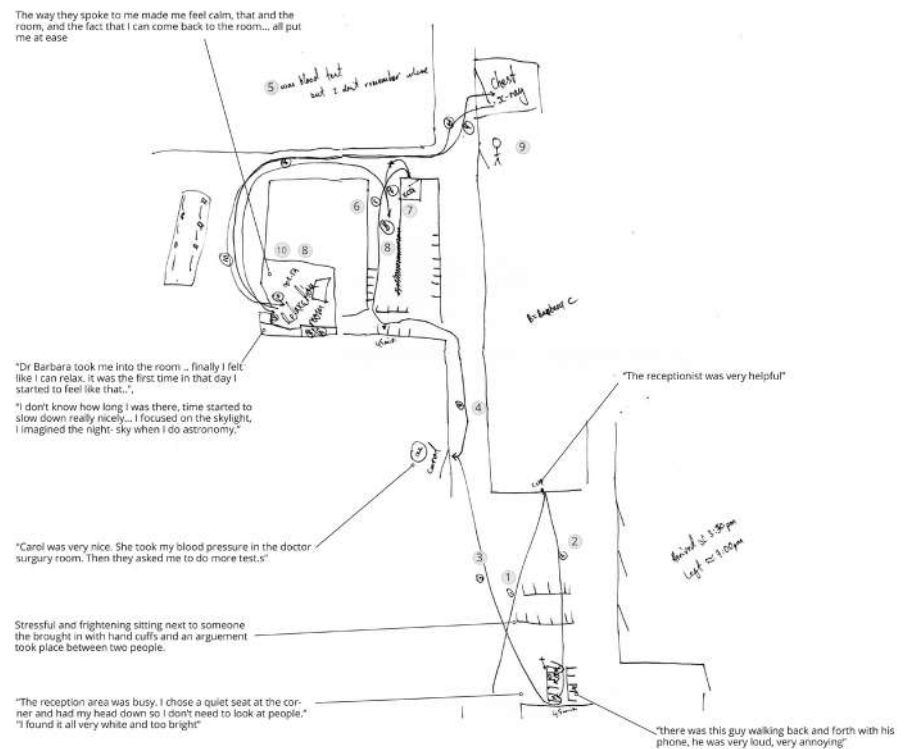 The way they spoke to me made me feel calm, that and the
room, and the fact that I can come back to the room... all put
me at ease
5 was blood test
but I don't remember where
chest
x-ray
9
6
7
8
10 8
Relaxing
room
45min
"Dr Barbara took me into the room .. finally I felt
like I can relax. it was the first time in that day I
started to feel like that..",
"I don't know how long I was there, time started to
slow down really nicely... I focused on the skylight,
I imagined the night- sky when I do astronomy."
B= Barbara C
"The receptionist was very helpful"
4
Carol
"Carol was very nice. She took my blood pressure in the doctor
surgury room. Then they asked me to do more test.s"
3
1
2
Arrived at 3:30pm
Left at 9:00pm
Stressful and frightening sitting next to someone
the brought in with hand cuffs and an arguement
took place between two people.
"The reception area was busy. I chose a quiet seat at the cor-
ner and had my head down so I don't need to look at people."
"I found it all very white and too bright"
45min
"there was this guy walking back and forth with his
phone, he was very loud, very annoying"